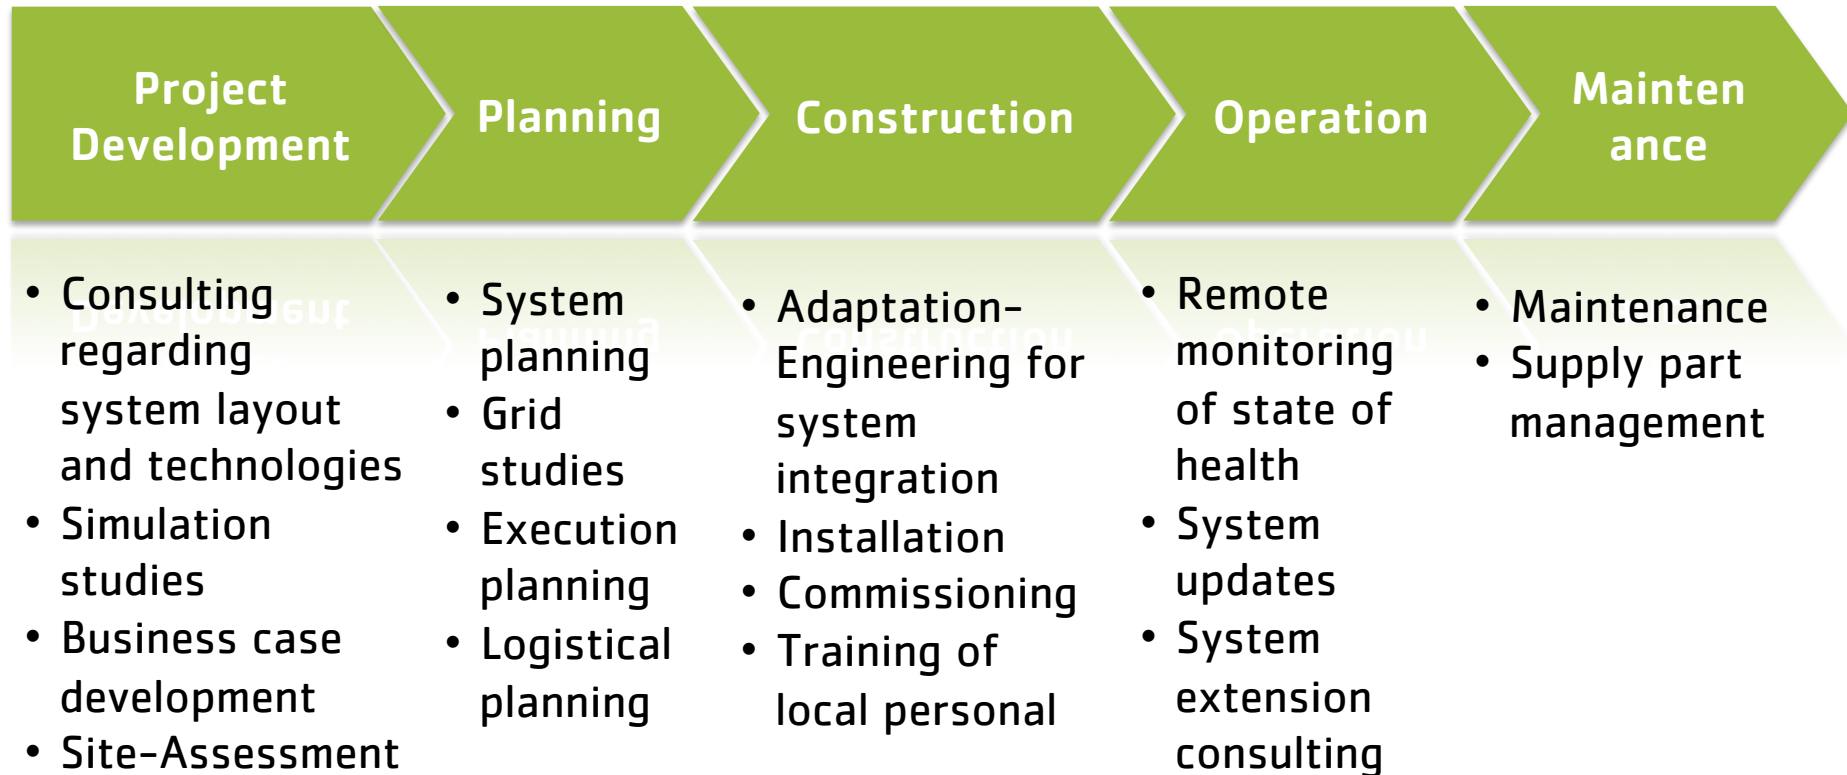 Project
Development
Planning
Construction
Operation
Mainten
ance
• Consulting
regarding
system layout
and technologies
• Simulation
studies
• Business case
development
• Site-Assessment
• System
planning
• Grid
studies
• Execution
planning
• Logistical
planning
• Adaptation-
Engineering for
system
integration
• Installation
• Commissioning
• Training of
local personal
• Remote
monitoring
of state of
health
• System
updates
• System
extension
consulting
• Maintenance
• Supply part
management